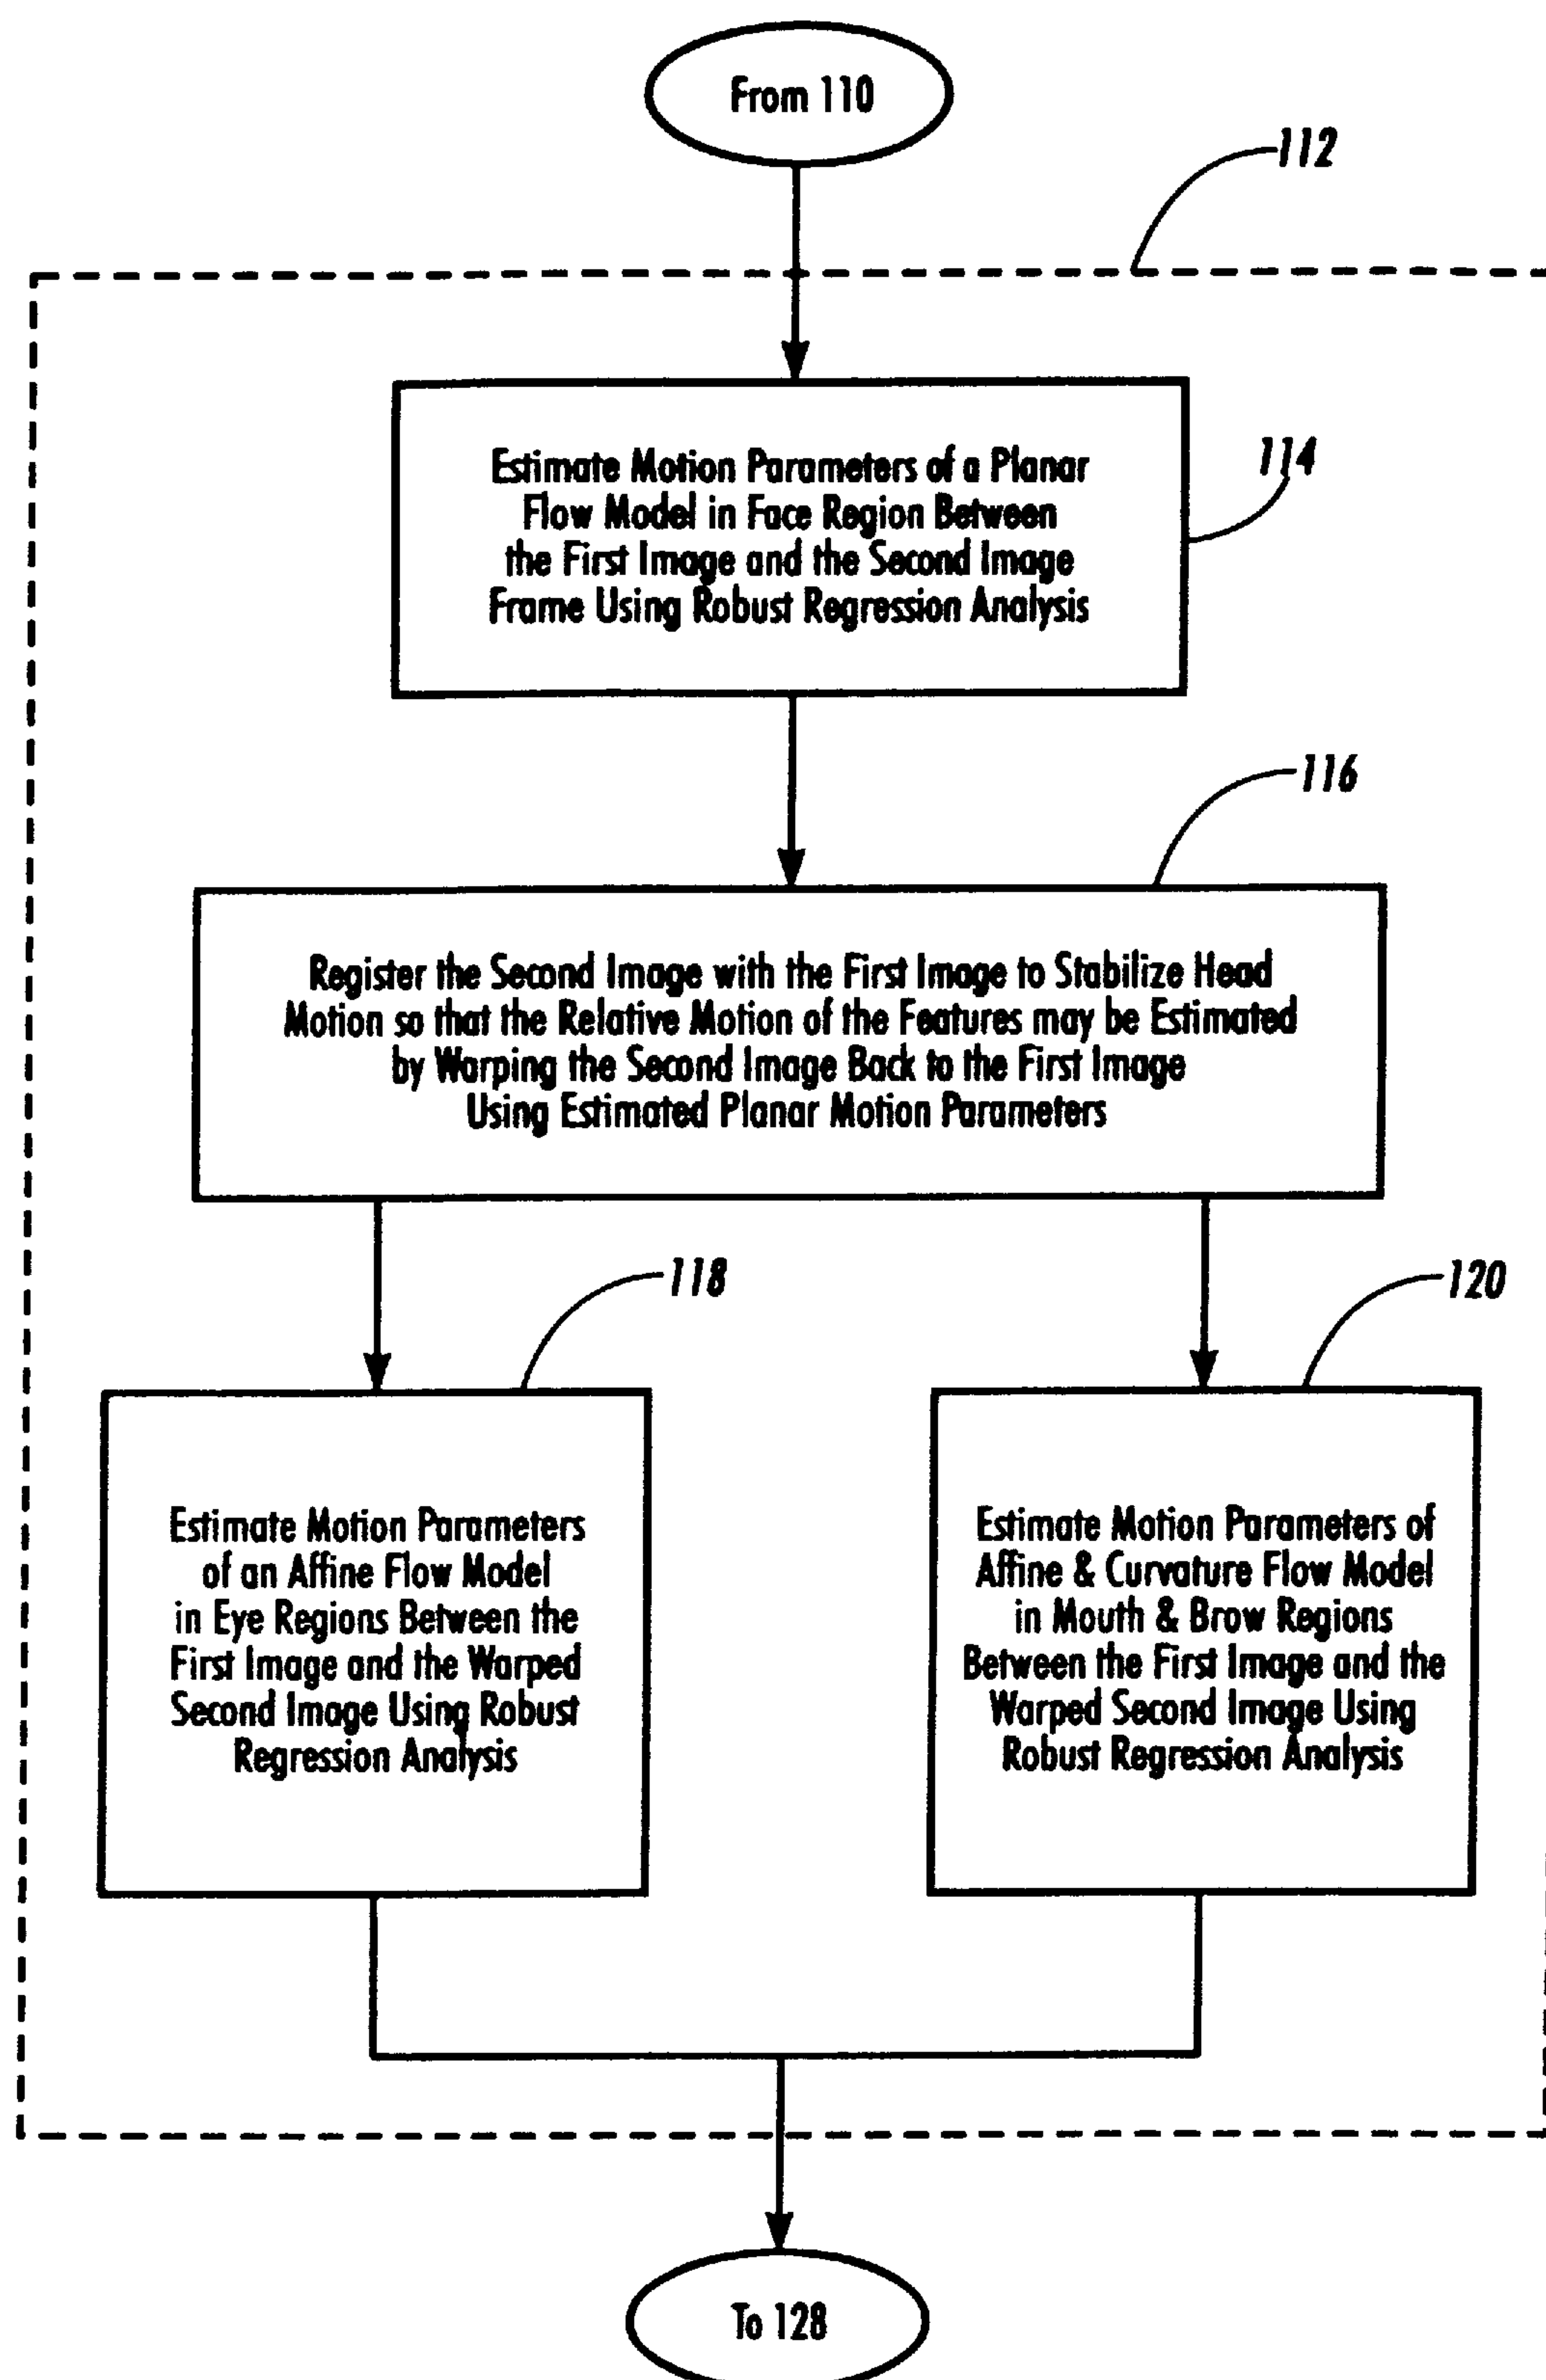 From 110
112
Estimate Motion Parameters of a Planar
Flow Model in Face Region Between
the First Image and the Second Image
Frame Using Robust Regression Analysis
114
116
Register the Second Image with the First Image to Stabilize Head
Motion so that the Relative Motion of the Features may be Estimated
by Warping the Second Image Back to the First Image
Using Estimated Planar Motion Parameters
118
120
Estimate Motion Parameters
of an Affine Flow Model
in Eye Regions Between the
First Image and the Warped
Second Image Using Robust
Regression Analysis
Estimate Motion Parameters of
Affine & Curvature Flow Model
in Mouth & Brow Regions
Between the First Image and the
Warped Second Image Using
Robust Regression Analysis
To 128